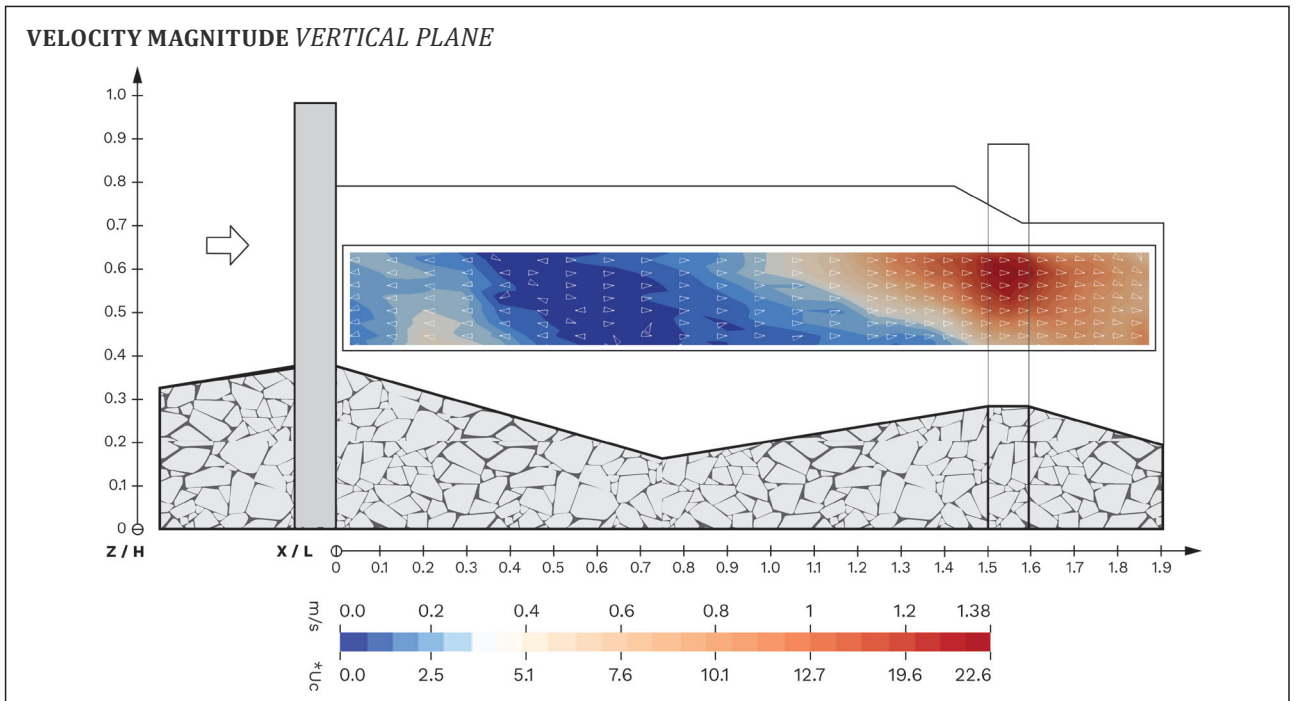 VELOCITY MAGNITUDE VERTICAL PLANE
1.0
0.9
0.8
0.7
0.6
0.5
0.4
0.3
0.2
0.1
0
Z / H X / L 0 0.1 0.2 0.3 0.4 0.5 0.6 0.7 0.8 0.9 1.0 1.1 1.2 1.3 1.4 1.5 1.6 1.7 1.8 1.9
m/s 0.0 0.2 0.4 0.6 0.8 1 1.2 1.38
*Uc 0.0 2.5 5.1 7.6 10.1 12.7 19.6 22.6